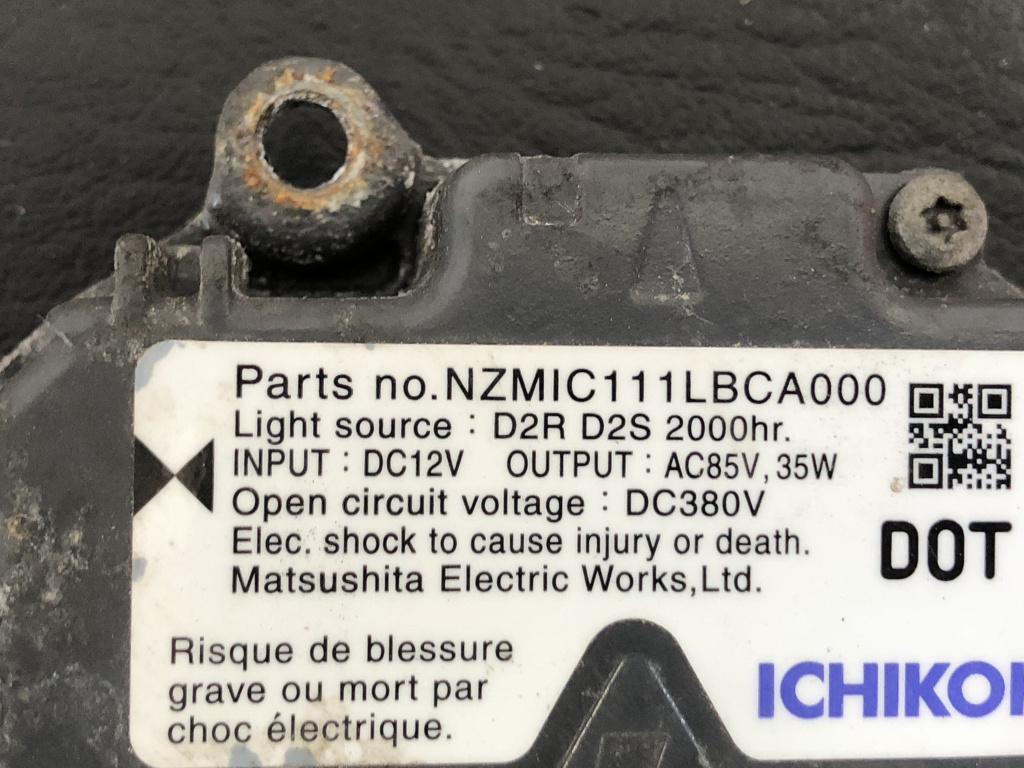 Parts no.NZMIC111LBCA000
Light source : D2R D2S 2000hr.
INPUT : DC12V OUTPUT : AC85V,35W
Open circuit voltage : DC380V
Elec. shock to cause injury or death.
Matsushita Electric Works,Ltd.
DOT
Risque de blessure
grave ou mort par
choc électrique.
ICHIKO